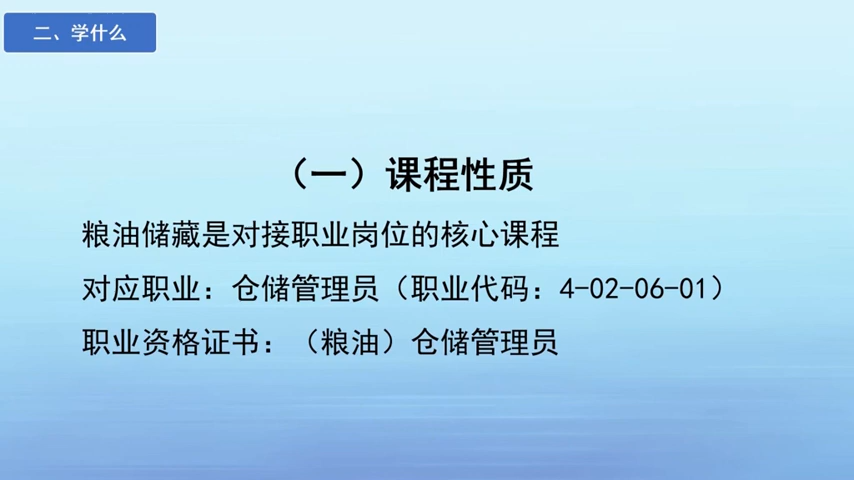 二、学什么
（一）课程性质
粮油储藏是对接职业岗位的核心课程
对应职业：仓储管理员（职业代码：4-02-06-01）
职业资格证书：（粮油）仓储管理员